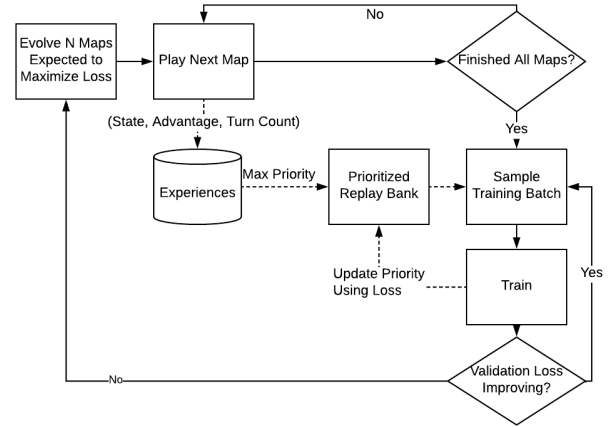 No
Evolve N Maps
Expected to
Maximize Loss
Play Next Map
Finished All Maps?
(State, Advantage, Turn Count)
Yes
Experiences
Max Priority
Prioritized
Replay Bank
Sample
Training Batch
Update Priority
Using Loss
Train
Yes
Validation Loss
Improving?
No